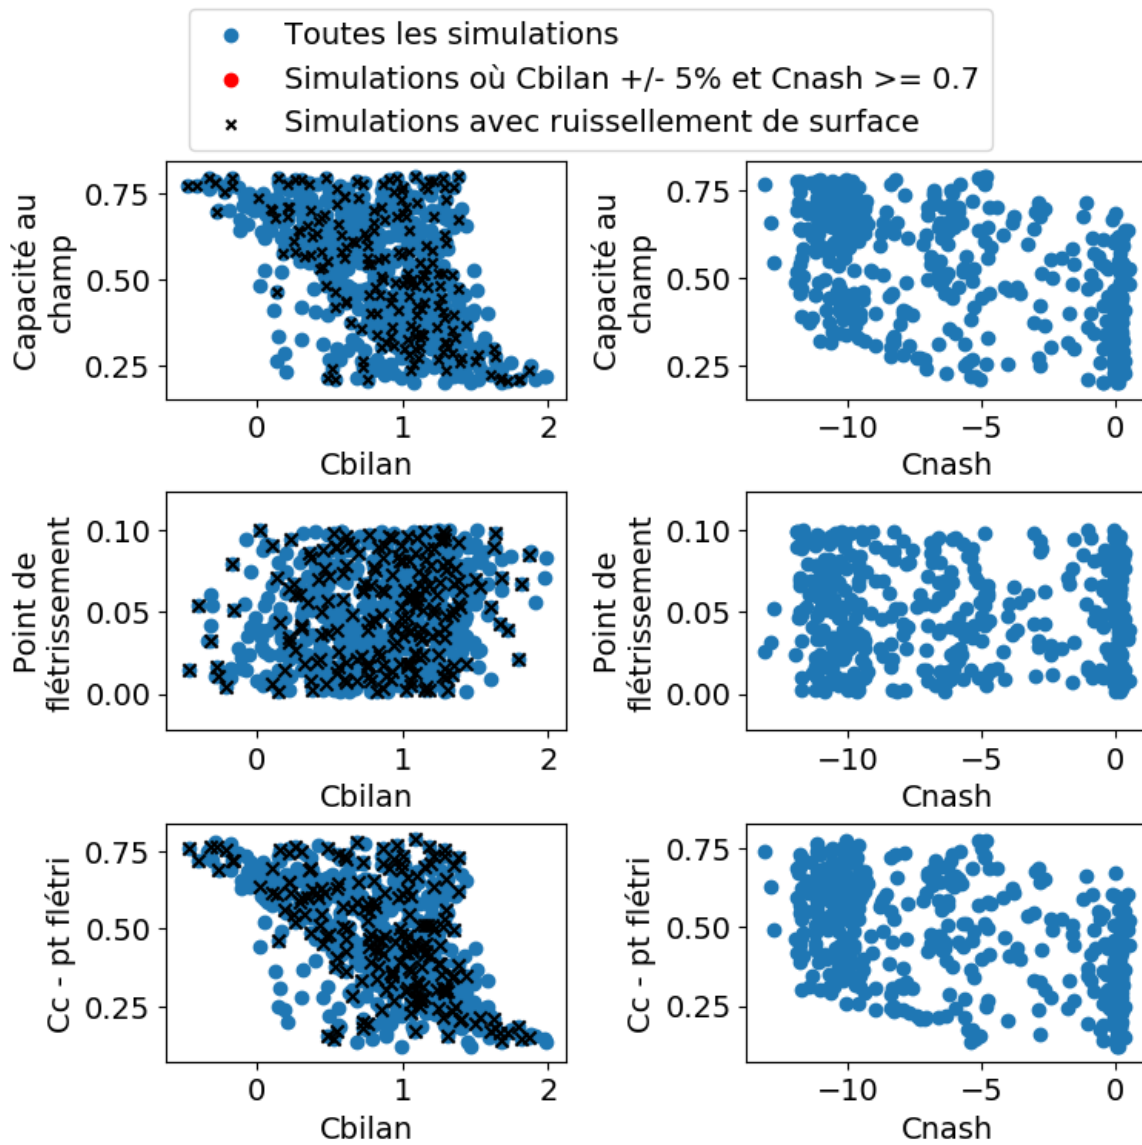 Toutes les simulations
Simulations où Cbilan +/- 5% et Cnash >= 0.7
Simulations avec ruissellement de surface
Capacité au
champ
0.75
0.50
0.25
0
1
2
Cbilan
Capacité au
champ
0.75
0.50
0.25
−10
−5
0
Cnash
Point de
flétrissement
0.10
0.05
0.00
0
1
2
Cbilan
Point de
flétrissement
0.10
0.05
0.00
−10
−5
0
Cnash
Cc - pt flétri
0.75
0.50
0.25
0
1
2
Cbilan
Cc - pt flétri
0.75
0.50
0.25
−10
−5
0
Cnash